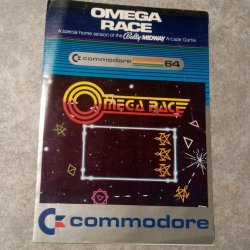 OMEGA
RACE
A special home version of the Bally MIDWAY Arcade Game
commodore 64
OMEGA RACE
commodore